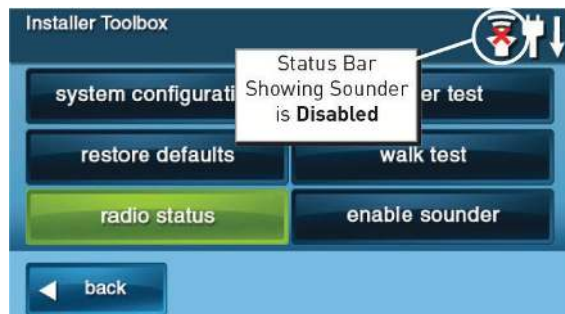 Installer Toolbox
Status Bar
Showing Sounder
is Disabled
system configurati
er test
restore defaults
walk test
radio status
enable sounder
back